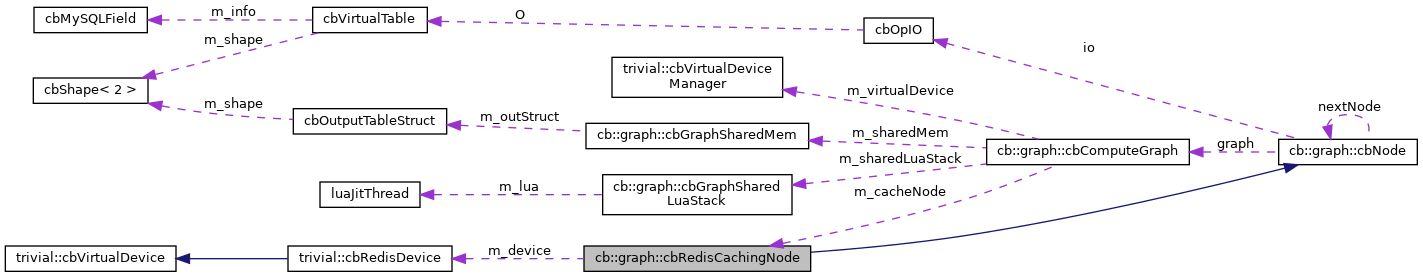 cbMySQLField
m_info
cbVirtualTable
O
cbOpIO
m_shape
io
cbShape< 2 >
trivial::cbVirtualDevice
Manager
m_virtualDevice
m_shape
cbOutputTableStruct
m_outStruct
cb::graph::cbGraphSharedMem
m_sharedMem
nextNode
cb::graph::cbComputeGraph
graph
cb::graph::cbNode
m_sharedLuaStack
luaJitThread
m_lua
cb::graph::cbGraphShared
LuaStack
m_cacheNode
trivial::cbVirtualDevice
trivial::cbRedisDevice
m_device
cb::graph::cbRedisCachingNode